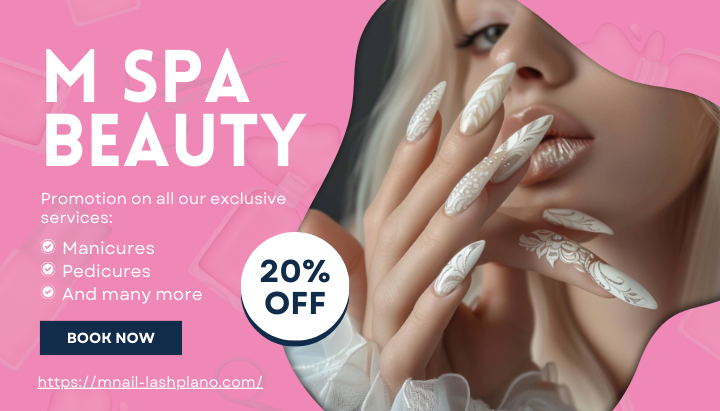 M SPA
BEAUTY
Promotion on all our exclusive
services:
Manicures
Pedicures
And many more
20%
OFF
BOOK NOW
https://mnail-lashplano.com/